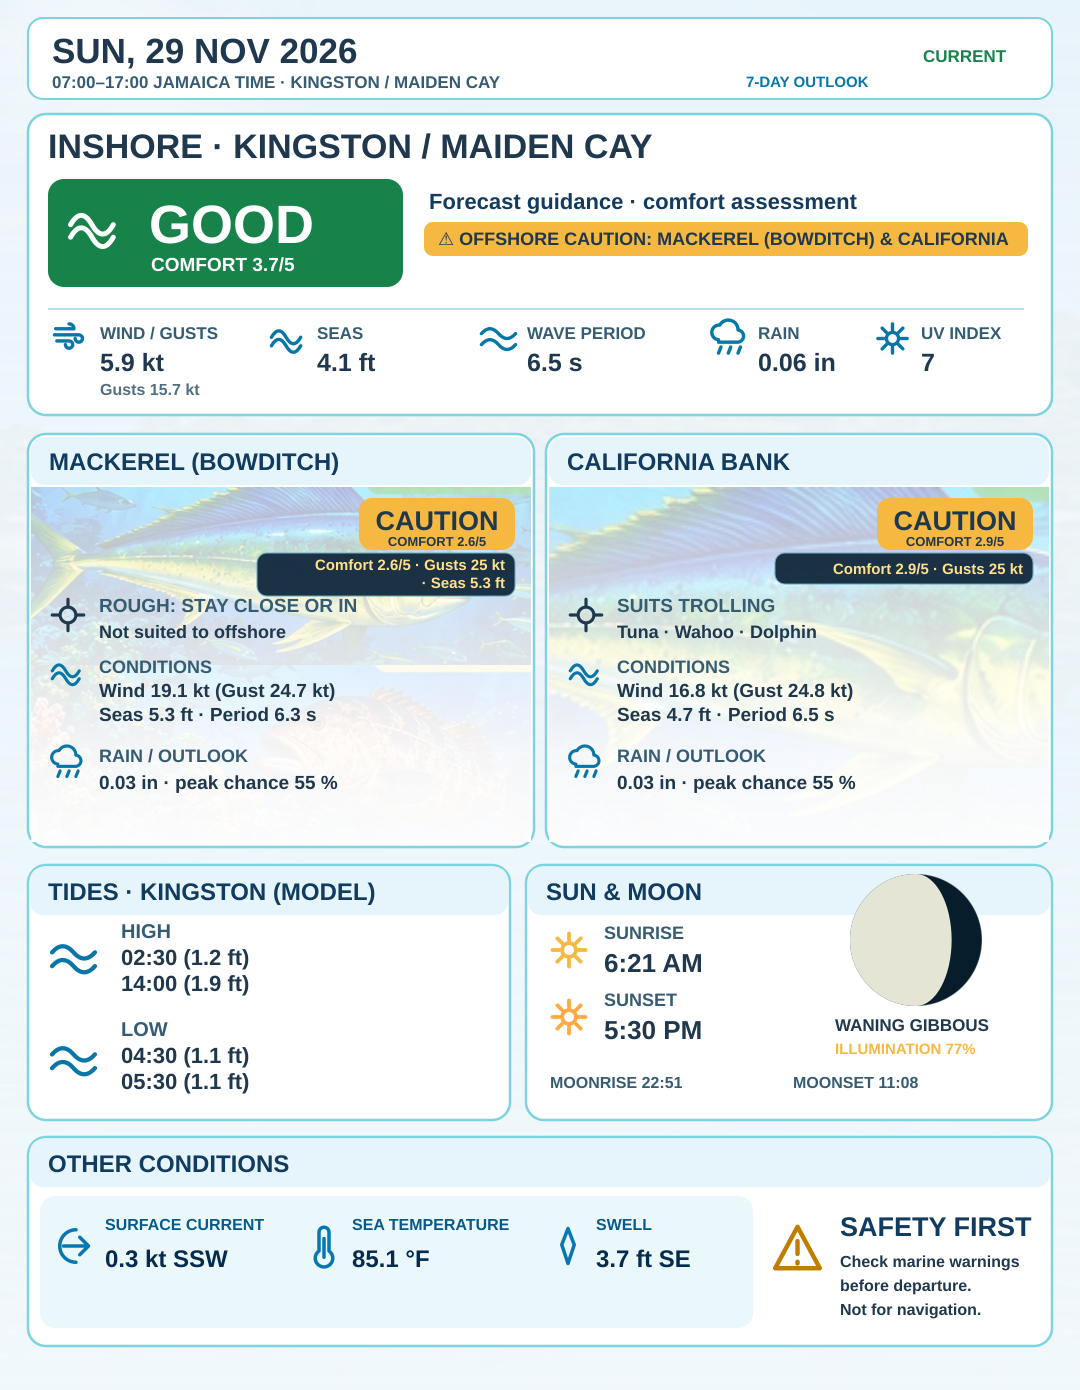 SUN, 29 NOV 2026
07:00–17:00 JAMAICA TIME · KINGSTON / MAIDEN CAY
7-DAY OUTLOOK
CURRENT
INSHORE · KINGSTON / MAIDEN CAY
GOOD
COMFORT 3.7/5
Forecast guidance · comfort assessment
⚠ OFFSHORE CAUTION: MACKEREL (BOWDITCH) & CALIFORNIA
WIND / GUSTS
5.9 kt
Gusts 15.7 kt
SEAS
4.1 ft
WAVE PERIOD
6.5 s
RAIN
0.06 in
UV INDEX
7
MACKEREL (BOWDITCH)
CAUTION
COMFORT 2.6/5
Comfort 2.6/5 · Gusts 25 kt
· Seas 5.3 ft
ROUGH: STAY CLOSE OR IN
Not suited to offshore
CONDITIONS
Wind 19.1 kt (Gust 24.7 kt)
Seas 5.3 ft · Period 6.3 s
RAIN / OUTLOOK
0.03 in · peak chance 55 %
CALIFORNIA BANK
CAUTION
COMFORT 2.9/5
Comfort 2.9/5 · Gusts 25 kt
SUITS TROLLING
Tuna · Wahoo · Dolphin
CONDITIONS
Wind 16.8 kt (Gust 24.8 kt)
Seas 4.7 ft · Period 6.5 s
RAIN / OUTLOOK
0.03 in · peak chance 55 %
TIDES · KINGSTON (MODEL)
HIGH
02:30 (1.2 ft)
14:00 (1.9 ft)
LOW
04:30 (1.1 ft)
05:30 (1.1 ft)
SUN & MOON
SUNRISE
6:21 AM
SUNSET
5:30 PM
WANING GIBBOUS
ILLUMINATION 77%
MOONRISE 22:51
MOONSET 11:08
OTHER CONDITIONS
SURFACE CURRENT
0.3 kt SSW
SEA TEMPERATURE
85.1 °F
SWELL
3.7 ft SE
SAFETY FIRST
Check marine warnings
before departure.
Not for navigation.